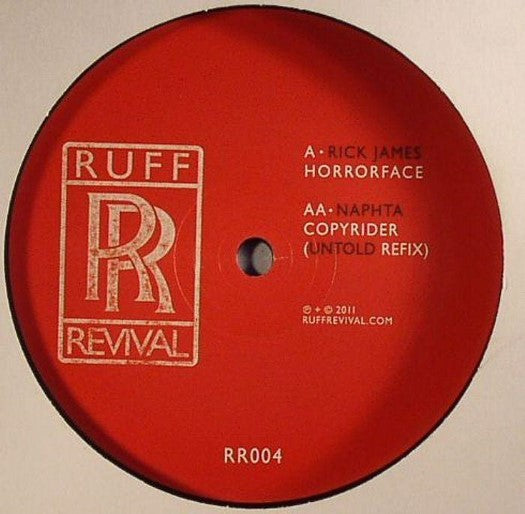 RUFF
RR
REVIVAL
A • RICK JAMES
HORRORFACE
AA • NAPHTA
COPYRIDER
(UNTOLD REFIX)
℗ + © 2011
RUFFREVIVAL.COM
RR004